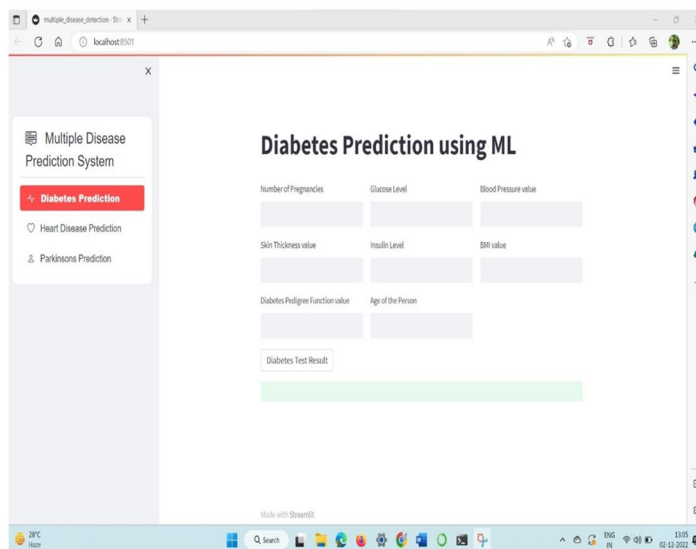 multiple_disease_detection - Stre
localhost:8501
Multiple Disease
Prediction System
Diabetes Prediction
Heart Disease Prediction
Parkinsons Prediction
Diabetes Prediction using ML
Number of Pregnancies Glucose Level Blood Pressure value
Skin Thickness value Insulin Level BMI value
Diabetes Pedigree Function value Age of the Person
Diabetes Test Result
Made with Streamlit
28°C
Haze
Search
ENG
IN
13:05
02-12-2022